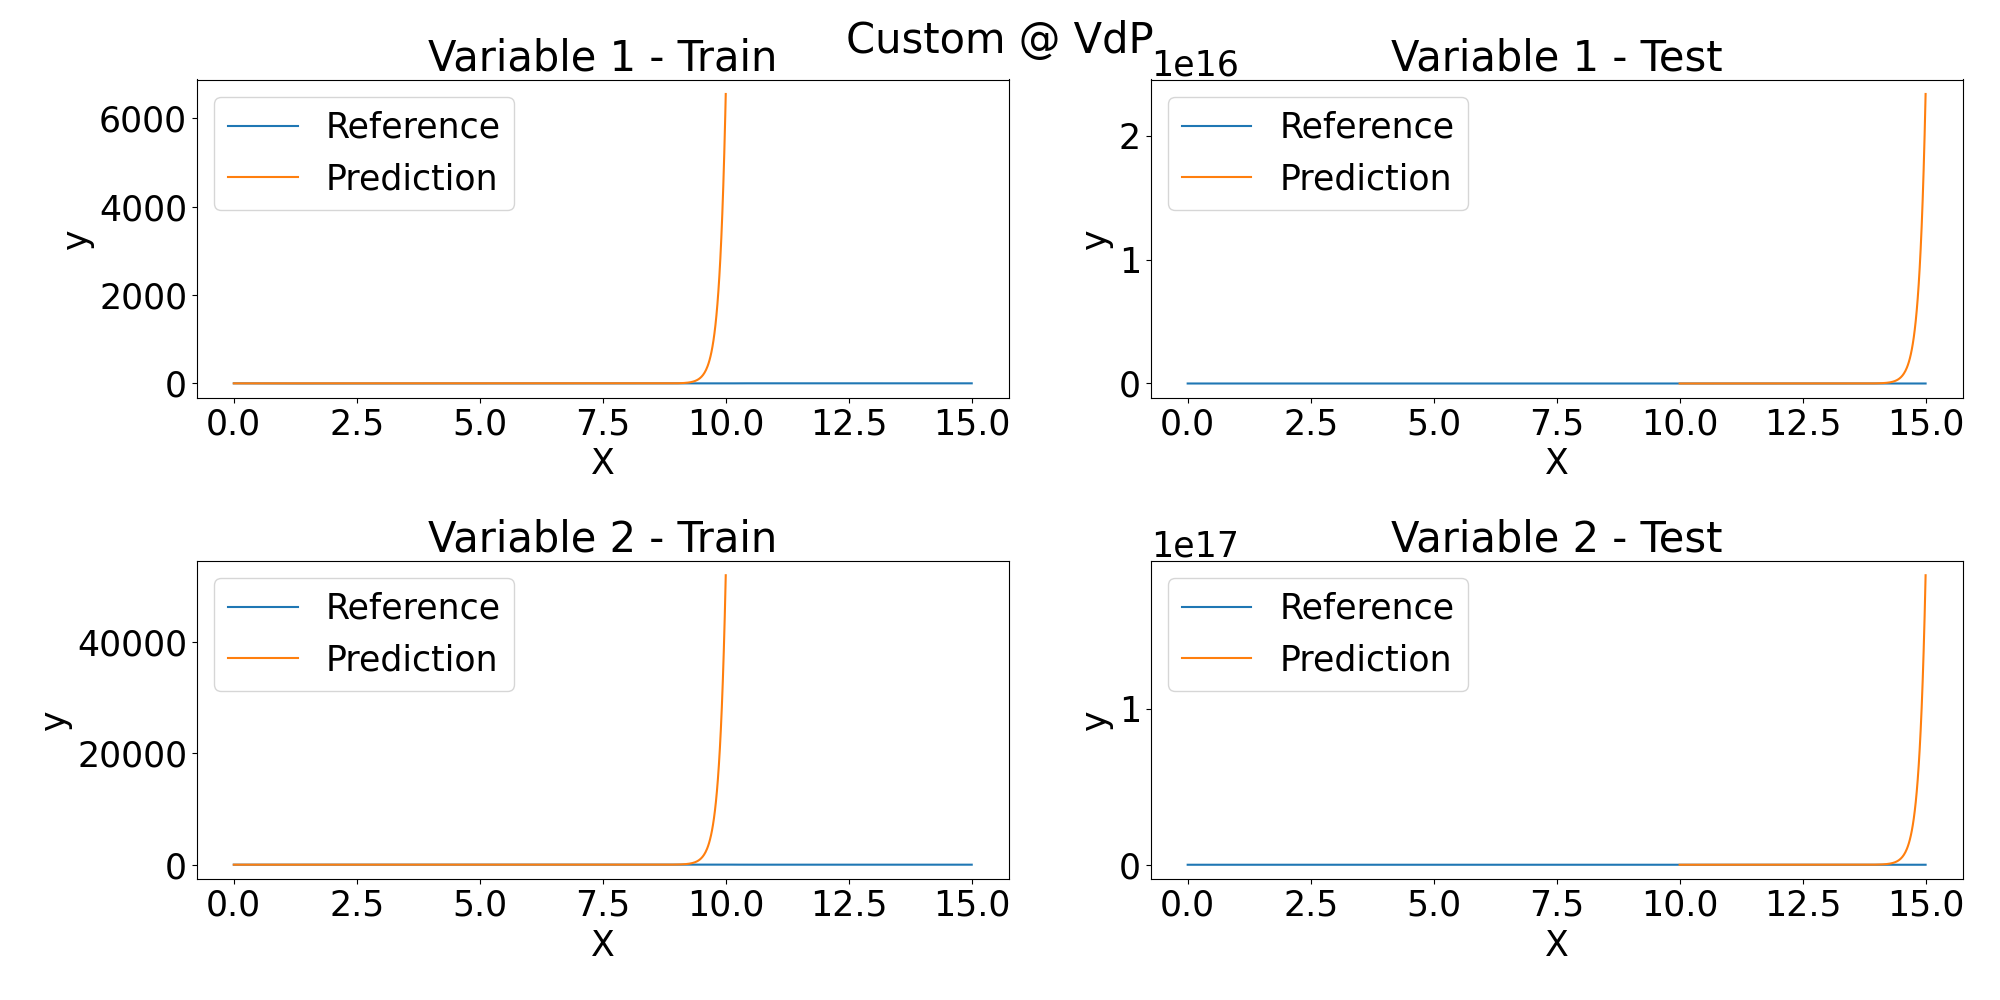 Custom @ VdP
Variable 1 - Train
6000
4000
2000
0
y
Reference
Prediction
0.0 2.5 5.0 7.5 10.0 12.5 15.0
X
Variable 1 - Test
1e16
2
1
0
y
Reference
Prediction
0.0 2.5 5.0 7.5 10.0 12.5 15.0
X
Variable 2 - Train
40000
20000
0
y
Reference
Prediction
0.0 2.5 5.0 7.5 10.0 12.5 15.0
X
Variable 2 - Test
1e17
1
0
y
Reference
Prediction
0.0 2.5 5.0 7.5 10.0 12.5 15.0
X